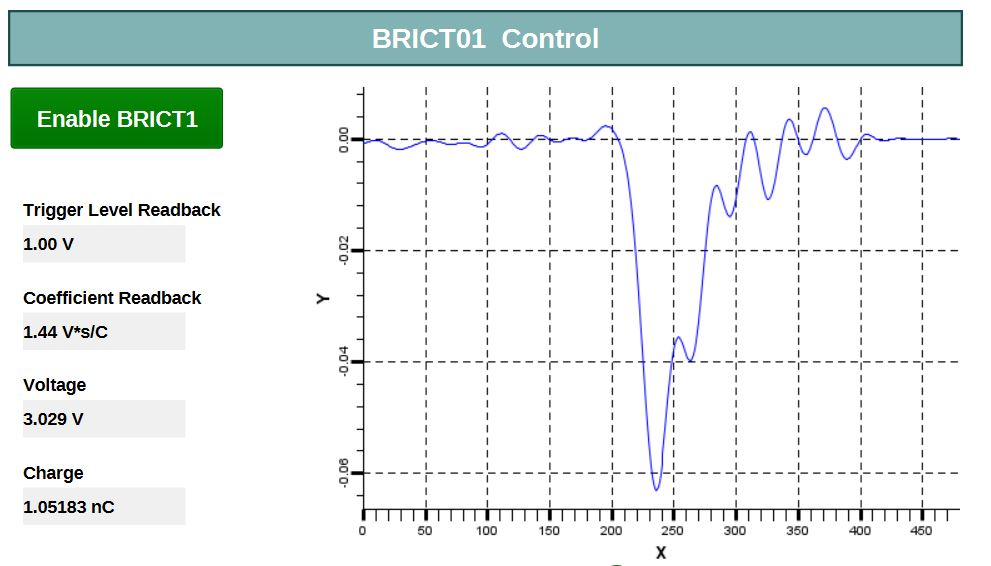 BRICT01 Control
Enable BRICT1
Trigger Level Readback
1.00 V
Coefficient Readback
1.44 V*s/C
Voltage
3.029 V
Charge
1.05183 nC
0.00
-0.02
-0.04
-0.06
Y
0 50 100 150 200 250 300 350 400 450
X